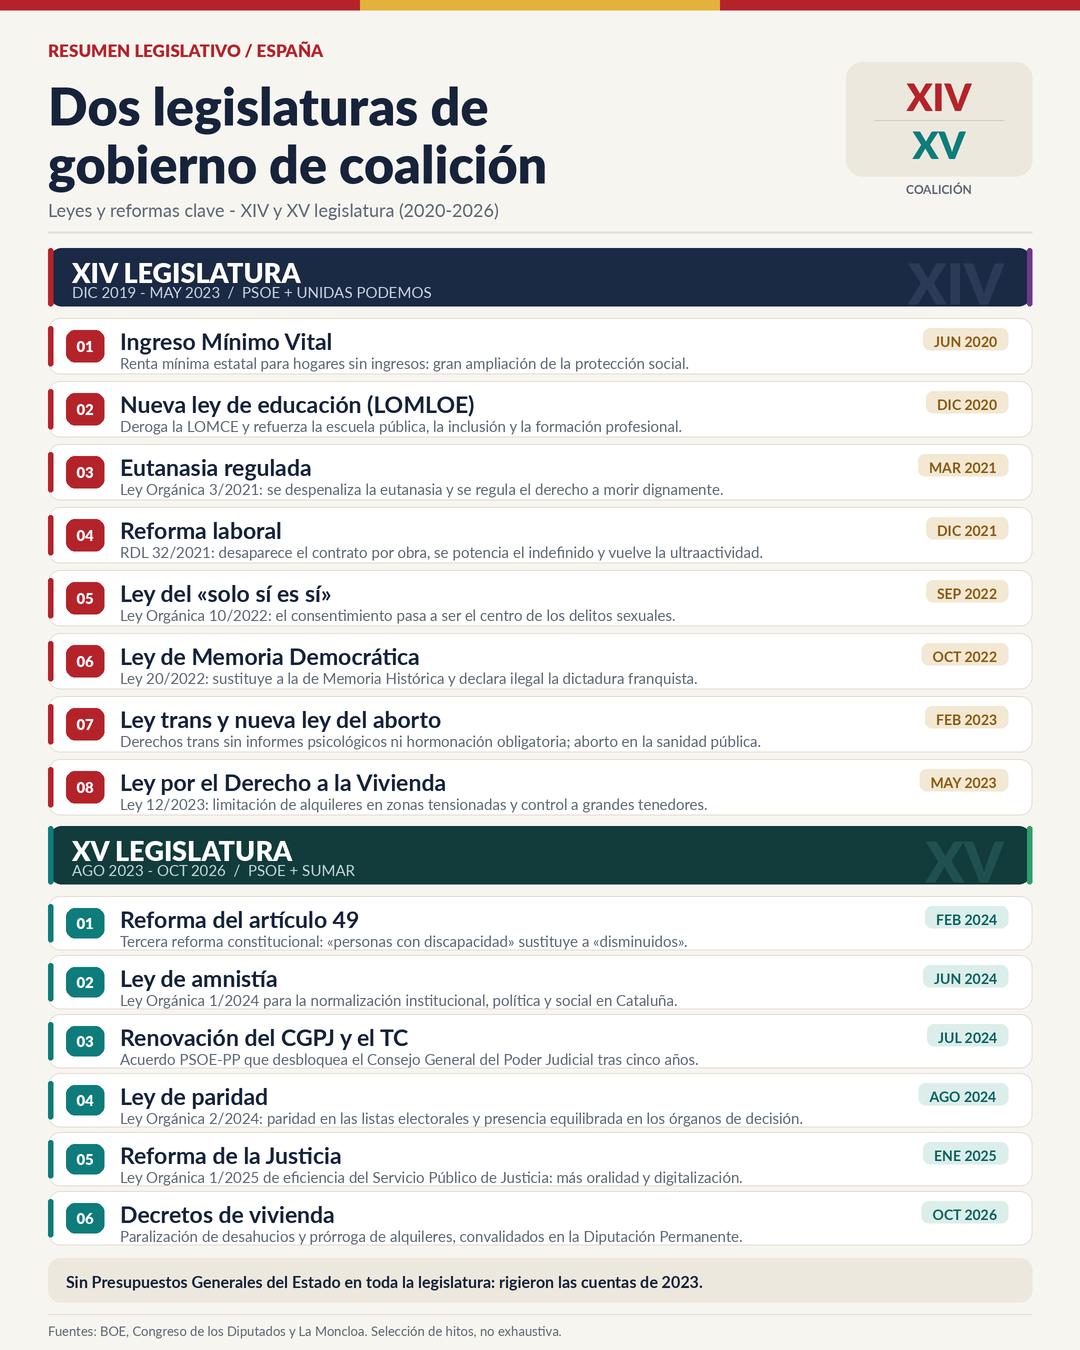 RESUMEN LEGISLATIVO / ESPAÑA
Dos legislaturas de
gobierno de coalición
Leyes y reformas clave - XIV y XV legislatura (2020-2026)
XIV
XV
COALICIÓN
XIV LEGISLATURA
DIC 2019 - MAY 2023 / PSOE + UNIDAS PODEMOS
XIV
01
Ingreso Mínimo Vital
JUN 2020
Renta mínima estatal para hogares sin ingresos: gran ampliación de la protección social.
02
Nueva ley de educación (LOMLOE)
DIC 2020
Deroga la LOMCE y refuerza la escuela pública, la inclusión y la formación profesional.
03
Eutanasia regulada
MAR 2021
Ley Orgánica 3/2021: se despenaliza la eutanasia y se regula el derecho a morir dignamente.
04
Reforma laboral
DIC 2021
RDL 32/2021: desaparece el contrato por obra, se potencia el indefinido y vuelve la ultraactividad.
05
Ley del «solo sí es sí»
SEP 2022
Ley Orgánica 10/2022: el consentimiento pasa a ser el centro de los delitos sexuales.
06
Ley de Memoria Democrática
OCT 2022
Ley 20/2022: sustituye a la de Memoria Histórica y declara ilegal la dictadura franquista.
07
Ley trans y nueva ley del aborto
FEB 2023
Derechos trans sin informes psicológicos ni hormonación obligatoria; aborto en la sanidad pública.
08
Ley por el Derecho a la Vivienda
MAY 2023
Ley 12/2023: limitación de alquileres en zonas tensionadas y control a grandes tenedores.
XV LEGISLATURA
AGO 2023 - OCT 2026 / PSOE + SUMAR
XV
01
Reforma del artículo 49
FEB 2024
Tercera reforma constitucional: «personas con discapacidad» sustituye a «disminuidos».
02
Ley de amnistía
JUN 2024
Ley Orgánica 1/2024 para la normalización institucional, política y social en Cataluña.
03
Renovación del CGPJ y el TC
JUL 2024
Acuerdo PSOE-PP que desbloquea el Consejo General del Poder Judicial tras cinco años.
04
Ley de paridad
AGO 2024
Ley Orgánica 2/2024: paridad en las listas electorales y presencia equilibrada en los órganos de decisión.
05
Reforma de la Justicia
ENE 2025
Ley Orgánica 1/2025 de eficiencia del Servicio Público de Justicia: más oralidad y digitalización.
06
Decretos de vivienda
OCT 2026
Paralización de desahucios y prórroga de alquileres, convalidados en la Diputación Permanente.
Sin Presupuestos Generales del Estado en toda la legislatura: rigieron las cuentas de 2023.
Fuentes: BOE, Congreso de los Diputados y La Moncloa. Selección de hitos, no exhaustiva.